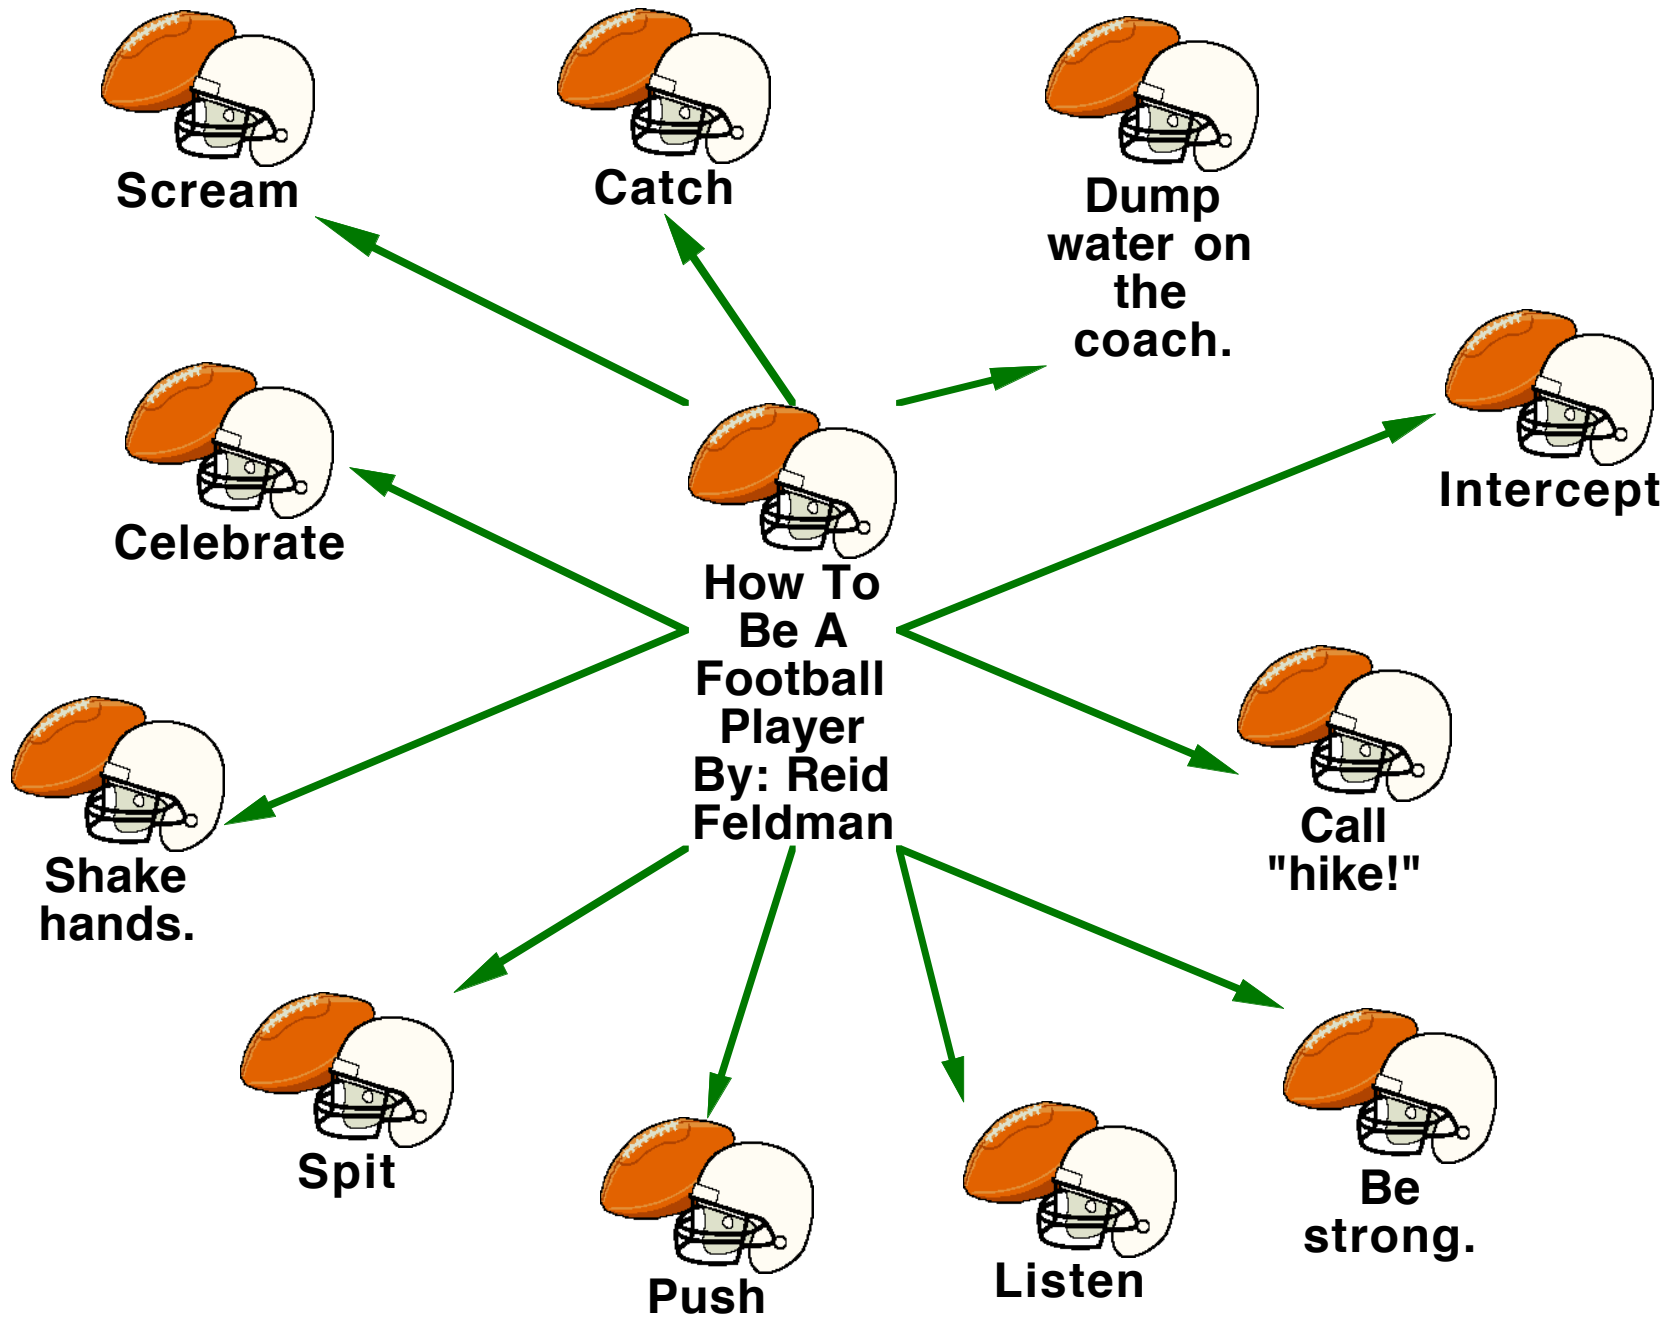 Scream
Catch
Dump
water on
the
coach.
Intercept
Celebrate
How To
Be A
Football
Player
By: Reid
Feldman
Call
"hike!"
Shake
hands.
Spit
Push
Listen
Be
strong.